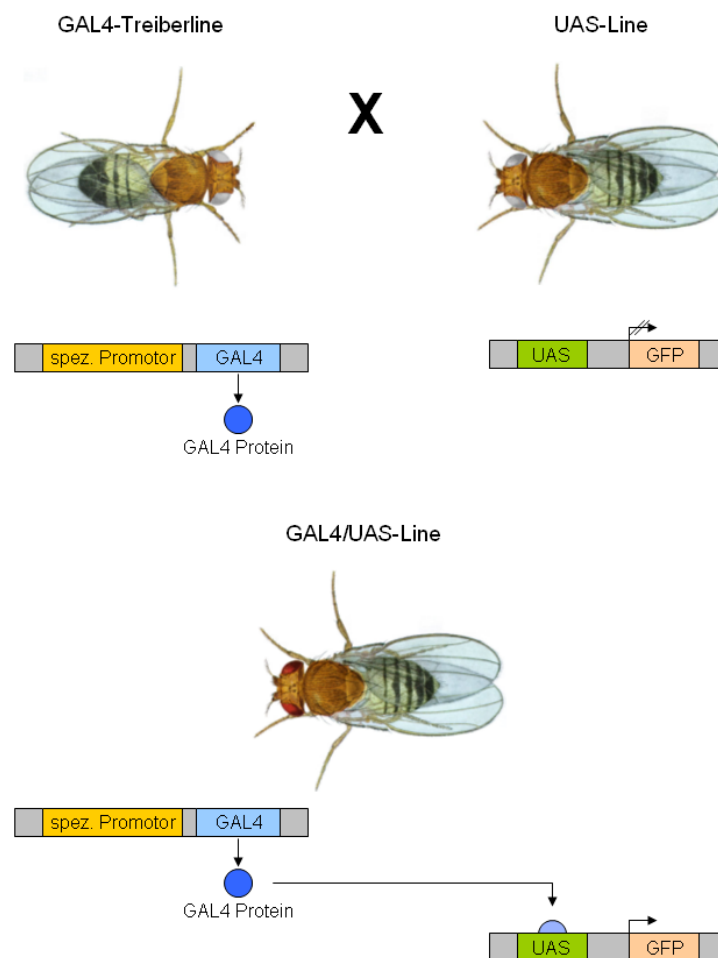 GAL4-Treiberline
UAS-Line
X
spez. Promotor
GAL4
UAS
GFP
GAL4 Protein
GAL4/UAS-Line
spez. Promotor
GAL4
GAL4 Protein
UAS
GFP